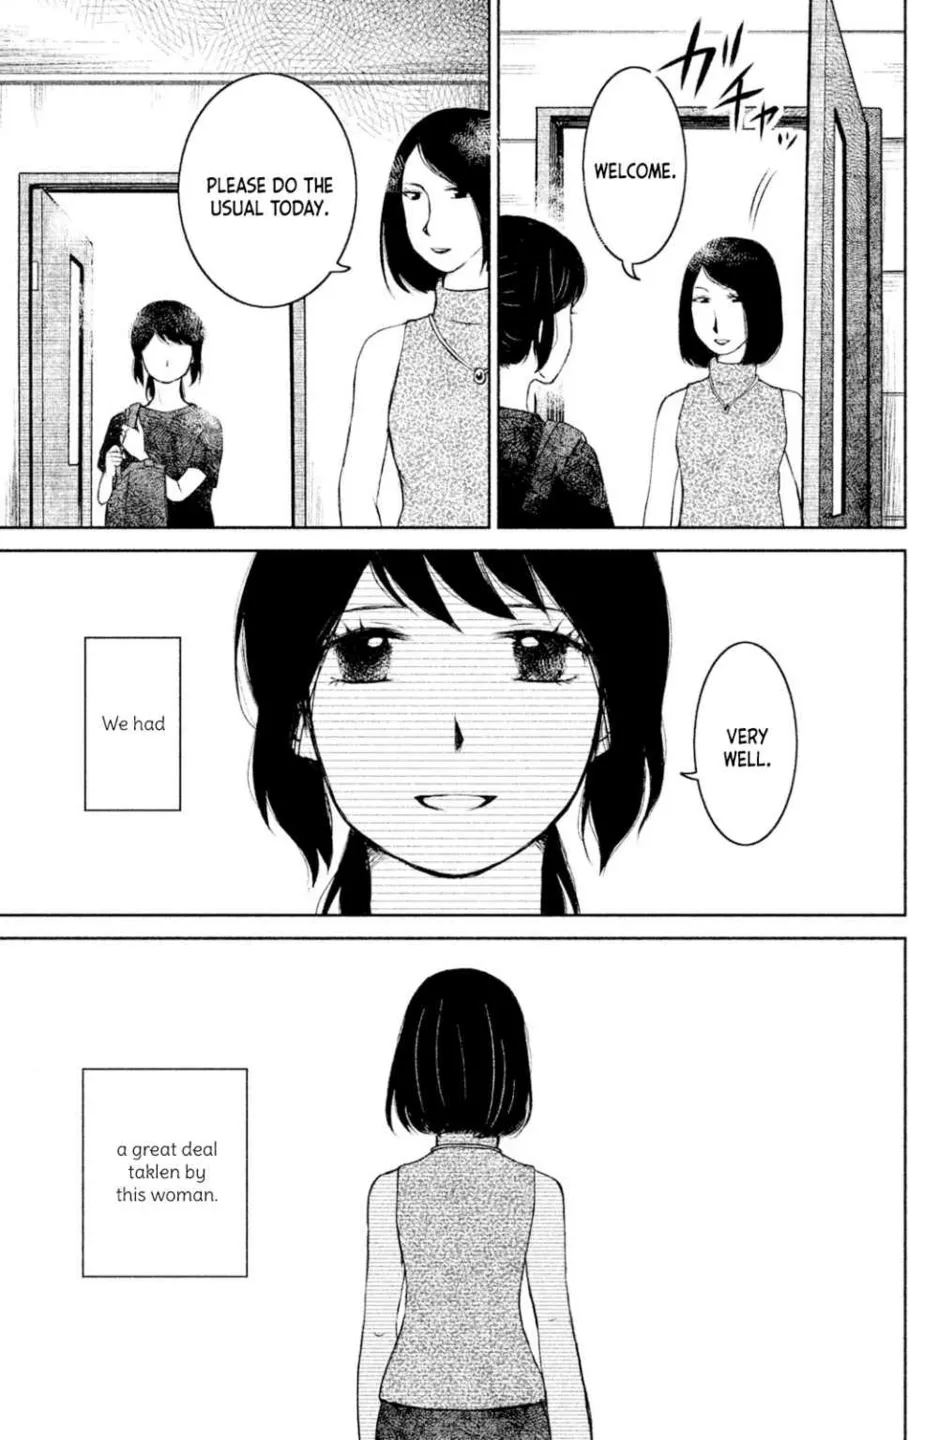 ガチャッ
WELCOME.
PLEASE DO THE
USUAL TODAY.
VERY
WELL.
We had
a great deal
taklen by
this woman.